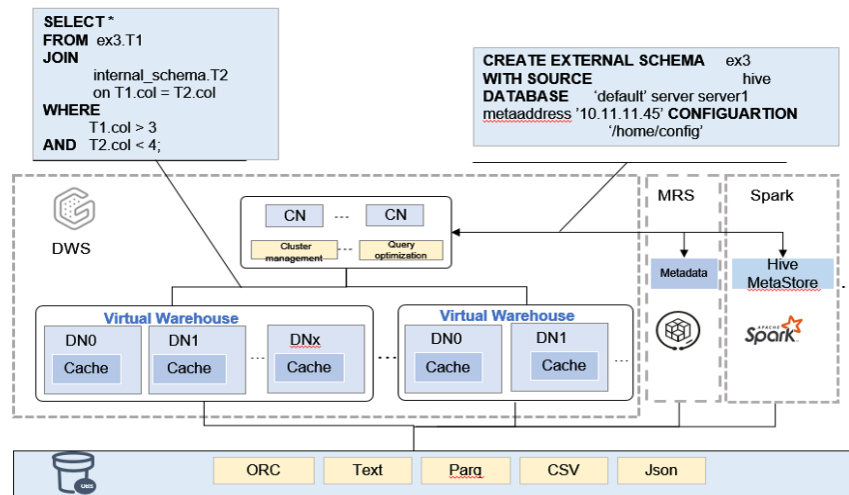 SELECT *
FROM ex3.T1
JOIN
internal_schema.T2
on T1.col = T2.col
WHERE
T1.col > 3
AND T2.col < 4;
CREATE EXTERNAL SCHEMA ex3
WITH SOURCE hive
DATABASE 'default' server server1
metaaddress '10.11.11.45' CONFIGUARTION
'/home/config'
DWS
CN --- CN
Cluster management --- Query optimization
MRS
Metadata
Spark
Hive MetaStore
APACHE Spark
Virtual Warehouse
DN0 DN1 DNx
Cache Cache ... Cache
Virtual Warehouse
DN0 DN1
Cache Cache ...
OBS
ORC Text Parq CSV Json